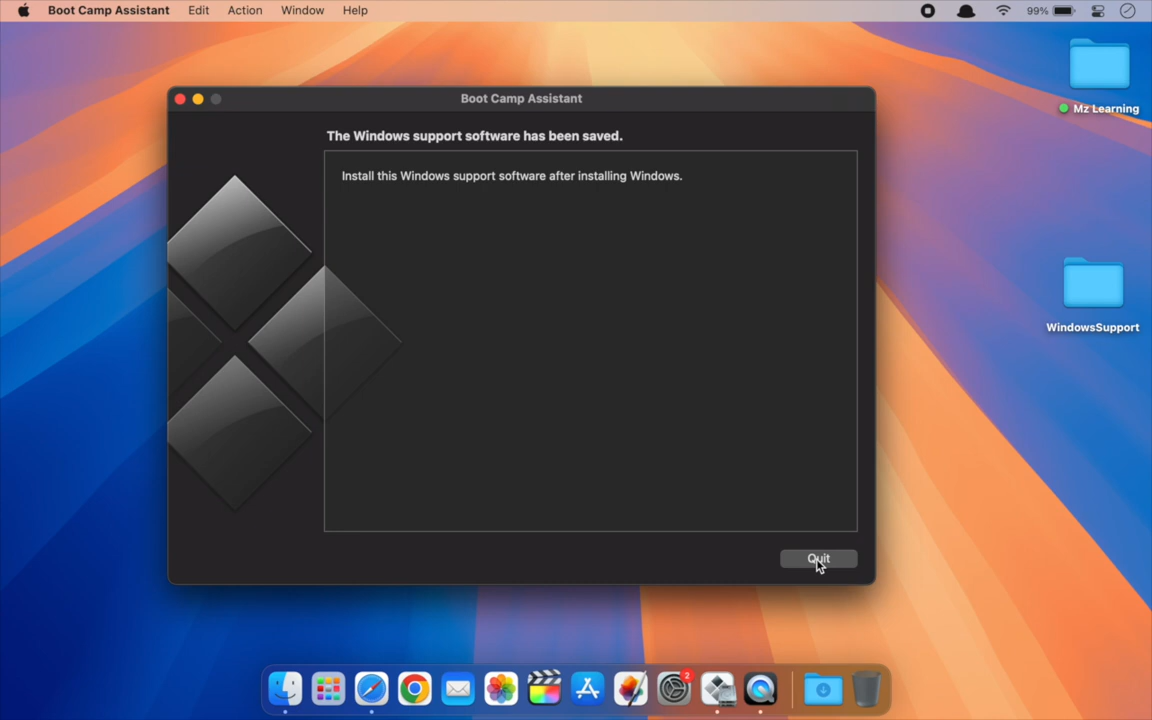 Boot Camp Assistant Edit Action Window Help 99%
Mz Learning
Boot Camp Assistant
The Windows support software has been saved.
Install this Windows support software after installing Windows.
WindowsSupport
Quit
2